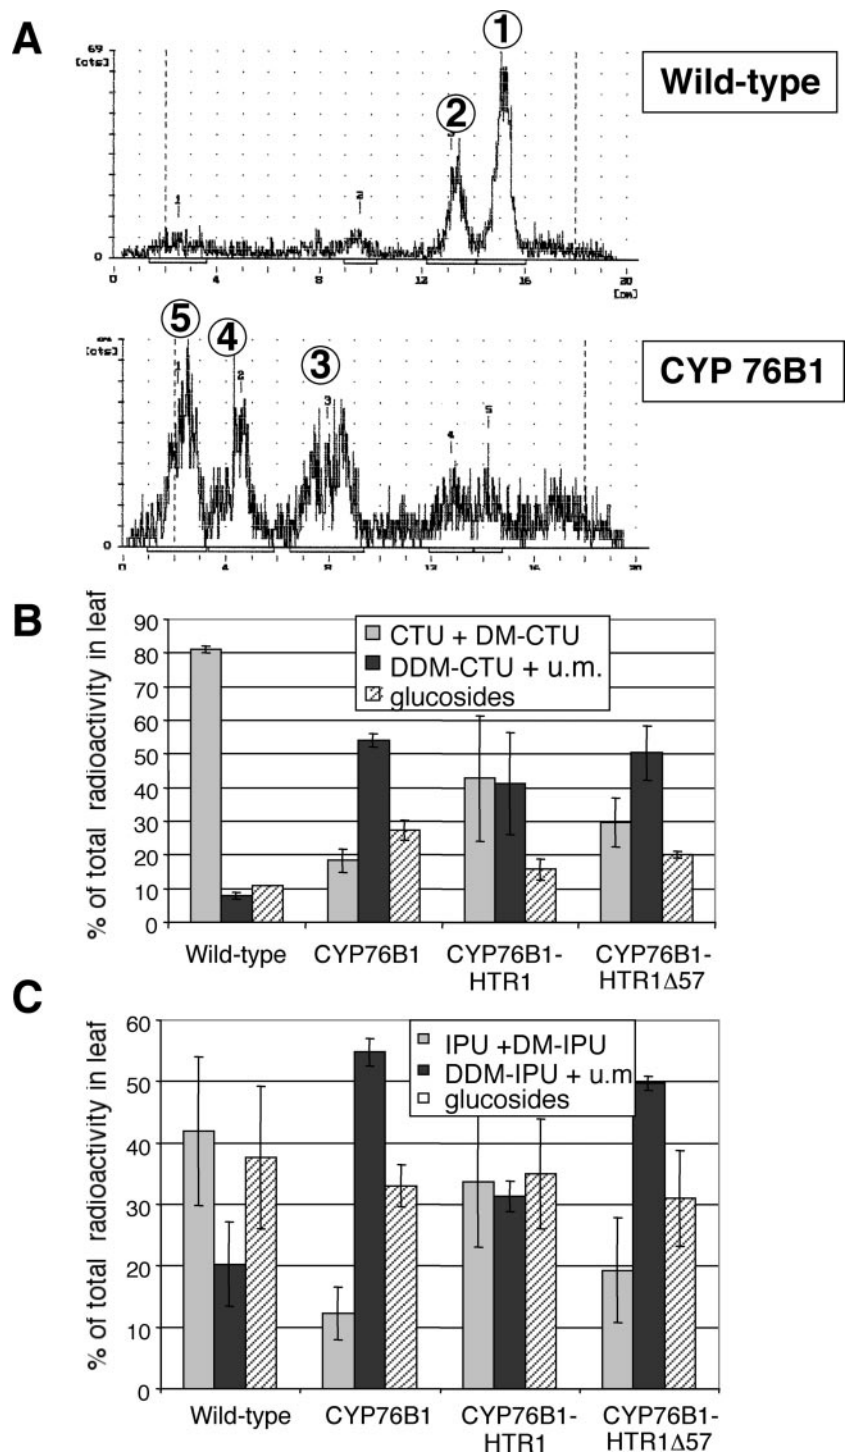 A
1
2
Wild-type
69
[cts]
1
2
0
0
4
8
12
16
20
[cm]
5
4
3
CYP 76B1
[cts]
1
2
3
4
5
0
0
4
8
12
16
20
B
% of total radioactivity in leaf
90
80
70
60
50
40
30
20
10
0
CTU + DM-CTU
DDM-CTU + u.m.
glucosides
Wild-type
CYP76B1
CYP76B1-
HTR1
CYP76B1-
HTR1Δ57
C
% of total radioactivity in leaf
60
50
40
30
20
10
0
IPU +DM-IPU
DDM-IPU + u.m
glucosides
Wild-type
CYP76B1
CYP76B1-
HTR1
CYP76B1-
HTR1Δ57